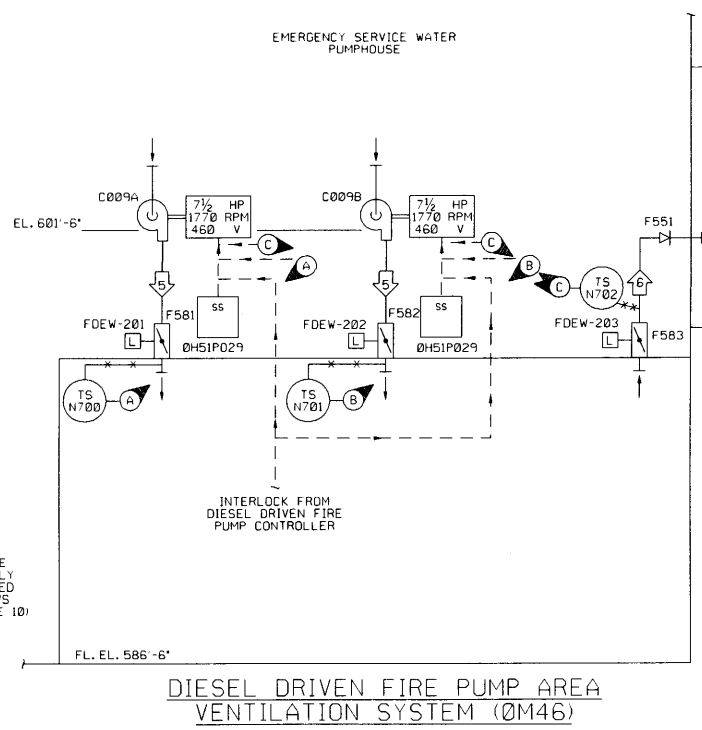 EMERGENCY SERVICE WATER
PUMPHOUSE
C009A
7½ HP
1770 RPM
460 V
C009B
7½ HP
1770 RPM
460 V
EL. 601'-6"
F551
C
A
C
B
C
TS
N702
5
5
6
SS
SS
F581
F582
FDEW-201
FDEW-202
FDEW-203
F583
L
L
L
0H51P029
0H51P029
TS
N700
A
TS
N701
B
INTERLOCK FROM
DIESEL DRIVEN FIRE
PUMP CONTROLLER
E 10)
FL. EL. 586'-6"
DIESEL DRIVEN FIRE PUMP AREA
VENTILATION SYSTEM (0M46)